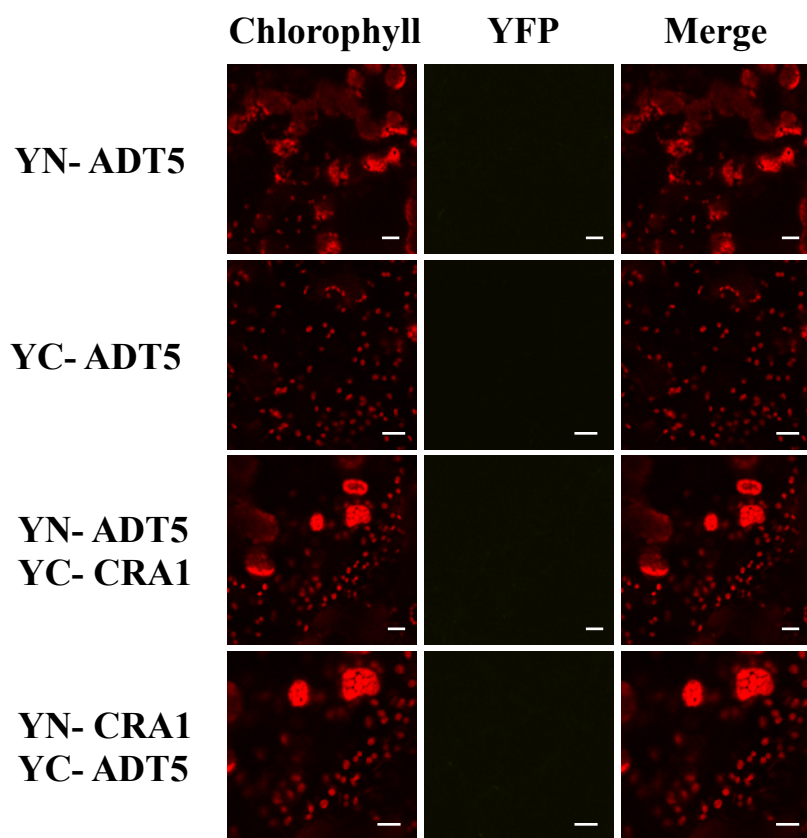 Chlorophyll YFP Merge
YN- ADT5
YC- ADT5
YN- ADT5
YC- CRA1
YN- CRA1
YC- ADT5